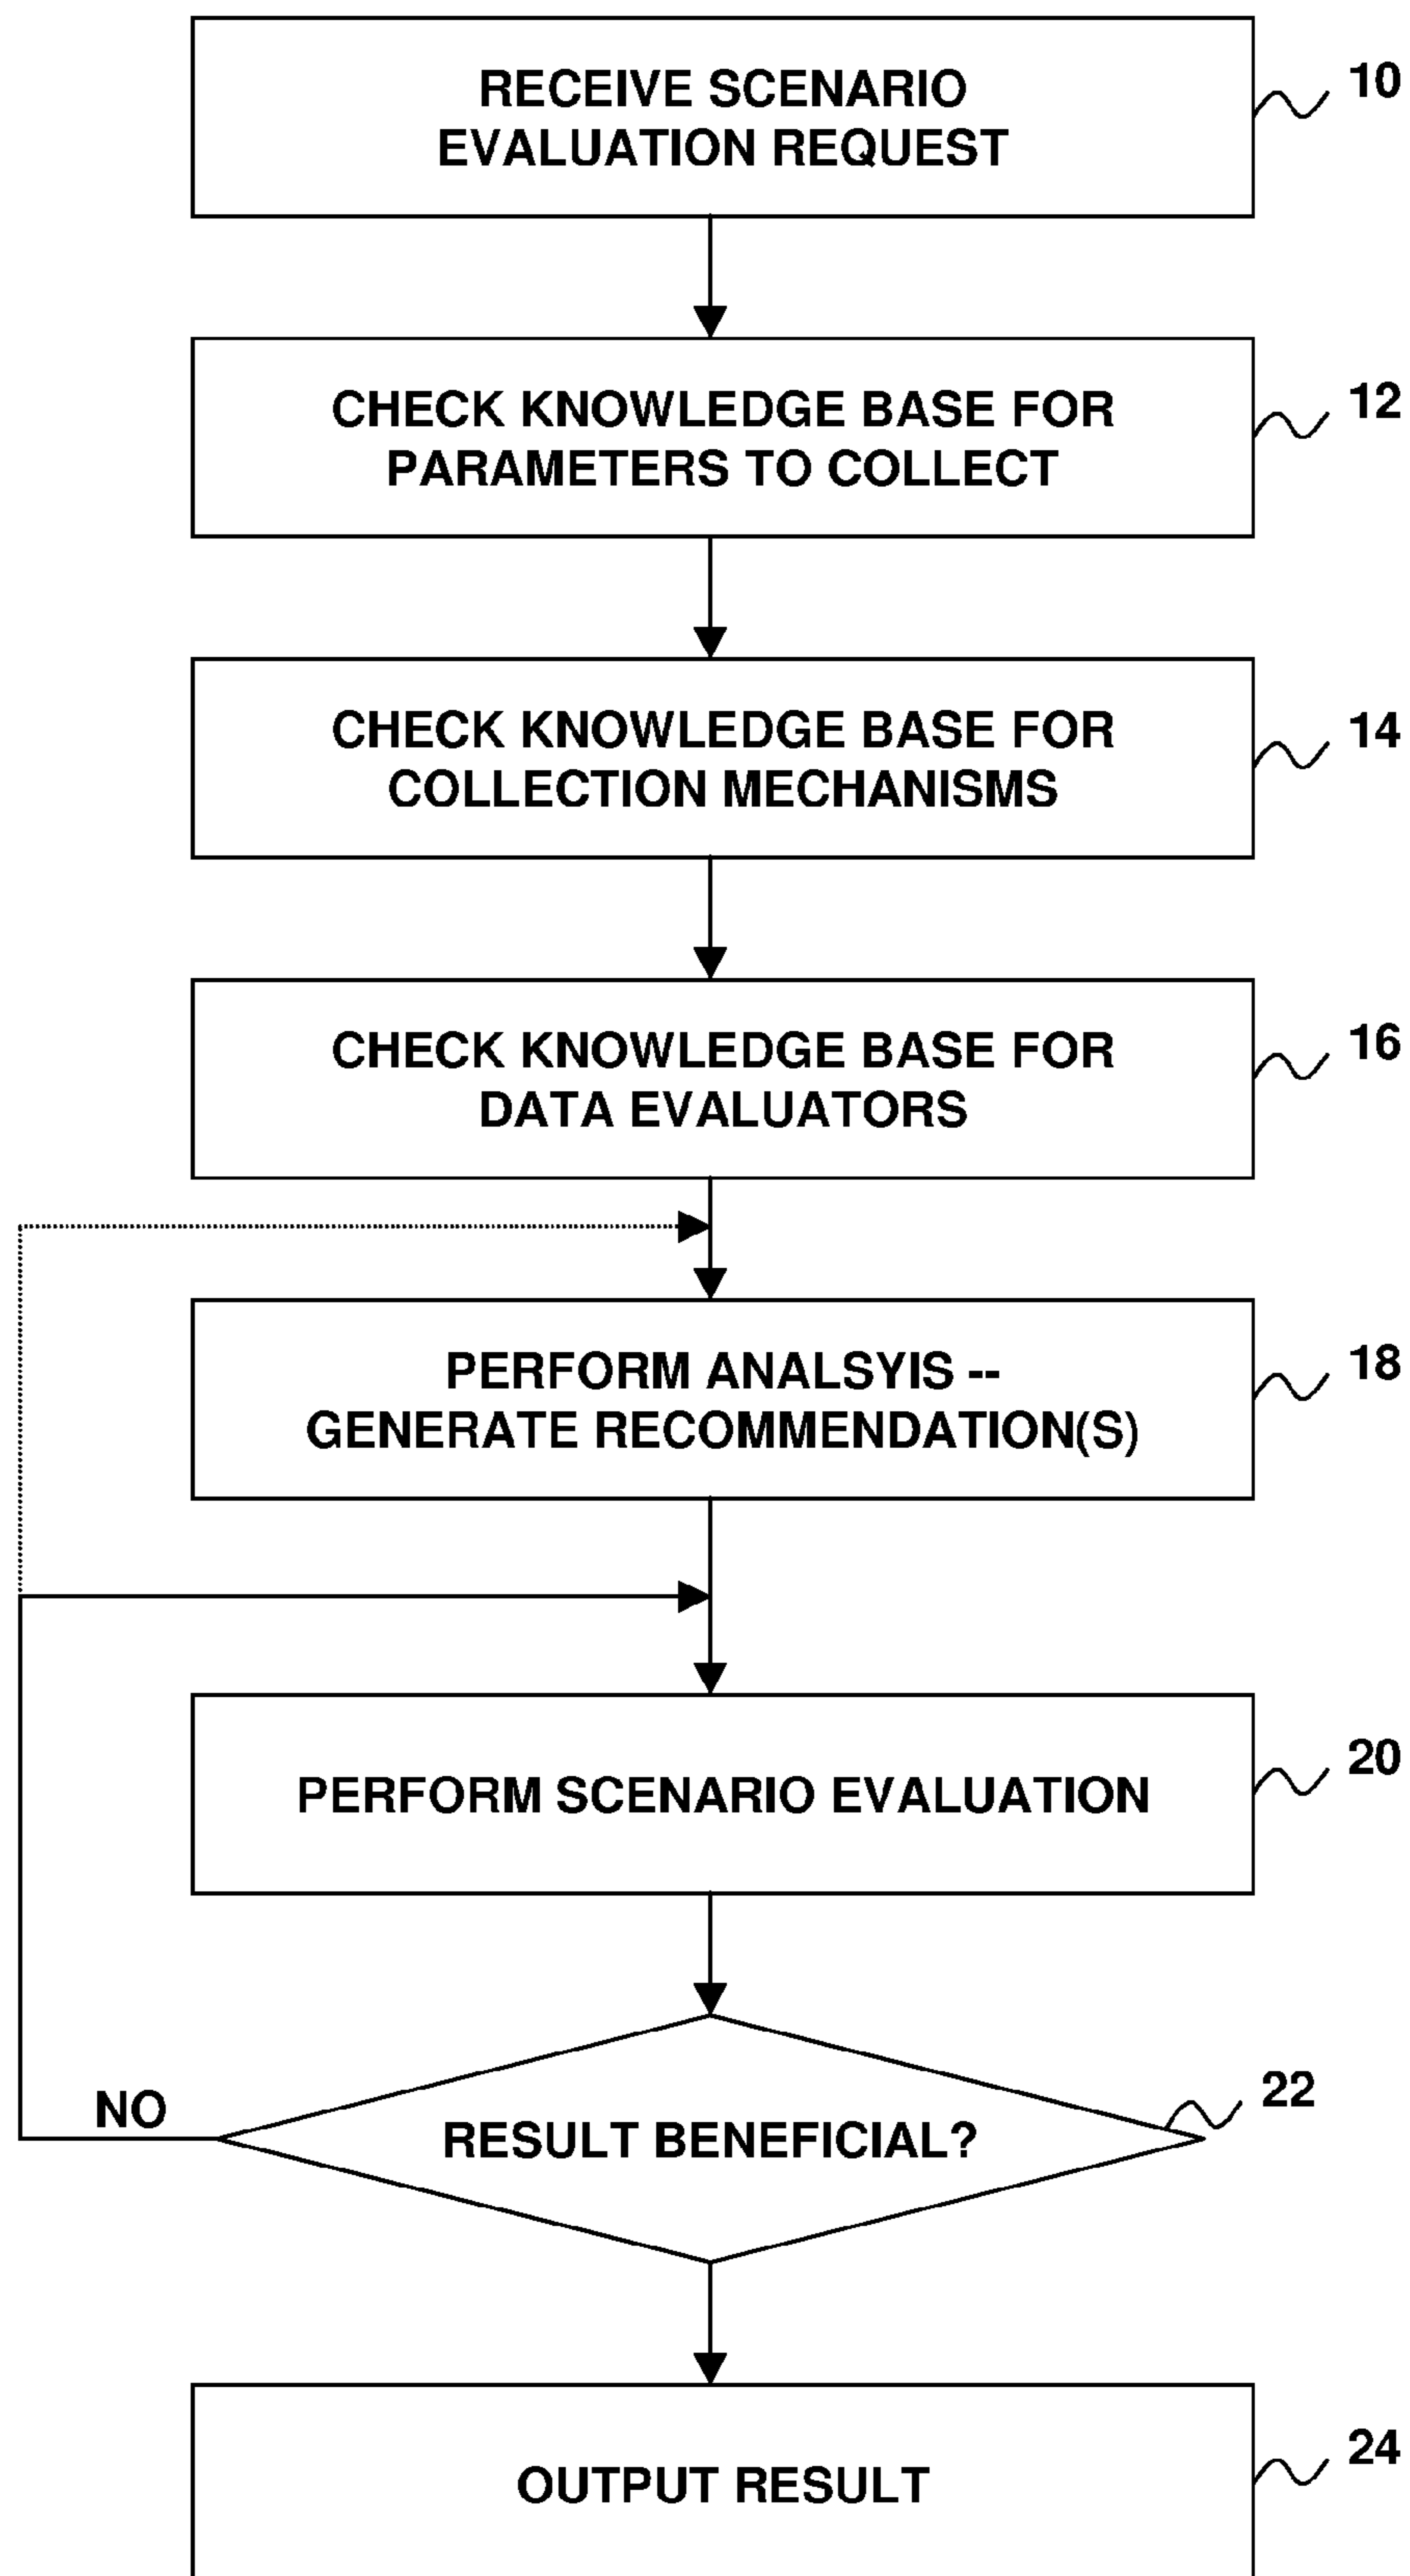 RECEIVE SCENARIO
EVALUATION REQUEST
10
CHECK KNOWLEDGE BASE FOR
PARAMETERS TO COLLECT
12
CHECK KNOWLEDGE BASE FOR
COLLECTION MECHANISMS
14
CHECK KNOWLEDGE BASE FOR
DATA EVALUATORS
16
PERFORM ANALSYIS --
GENERATE RECOMMENDATION(S)
18
PERFORM SCENARIO EVALUATION
20
NO
RESULT BENEFICIAL?
22
OUTPUT RESULT
24